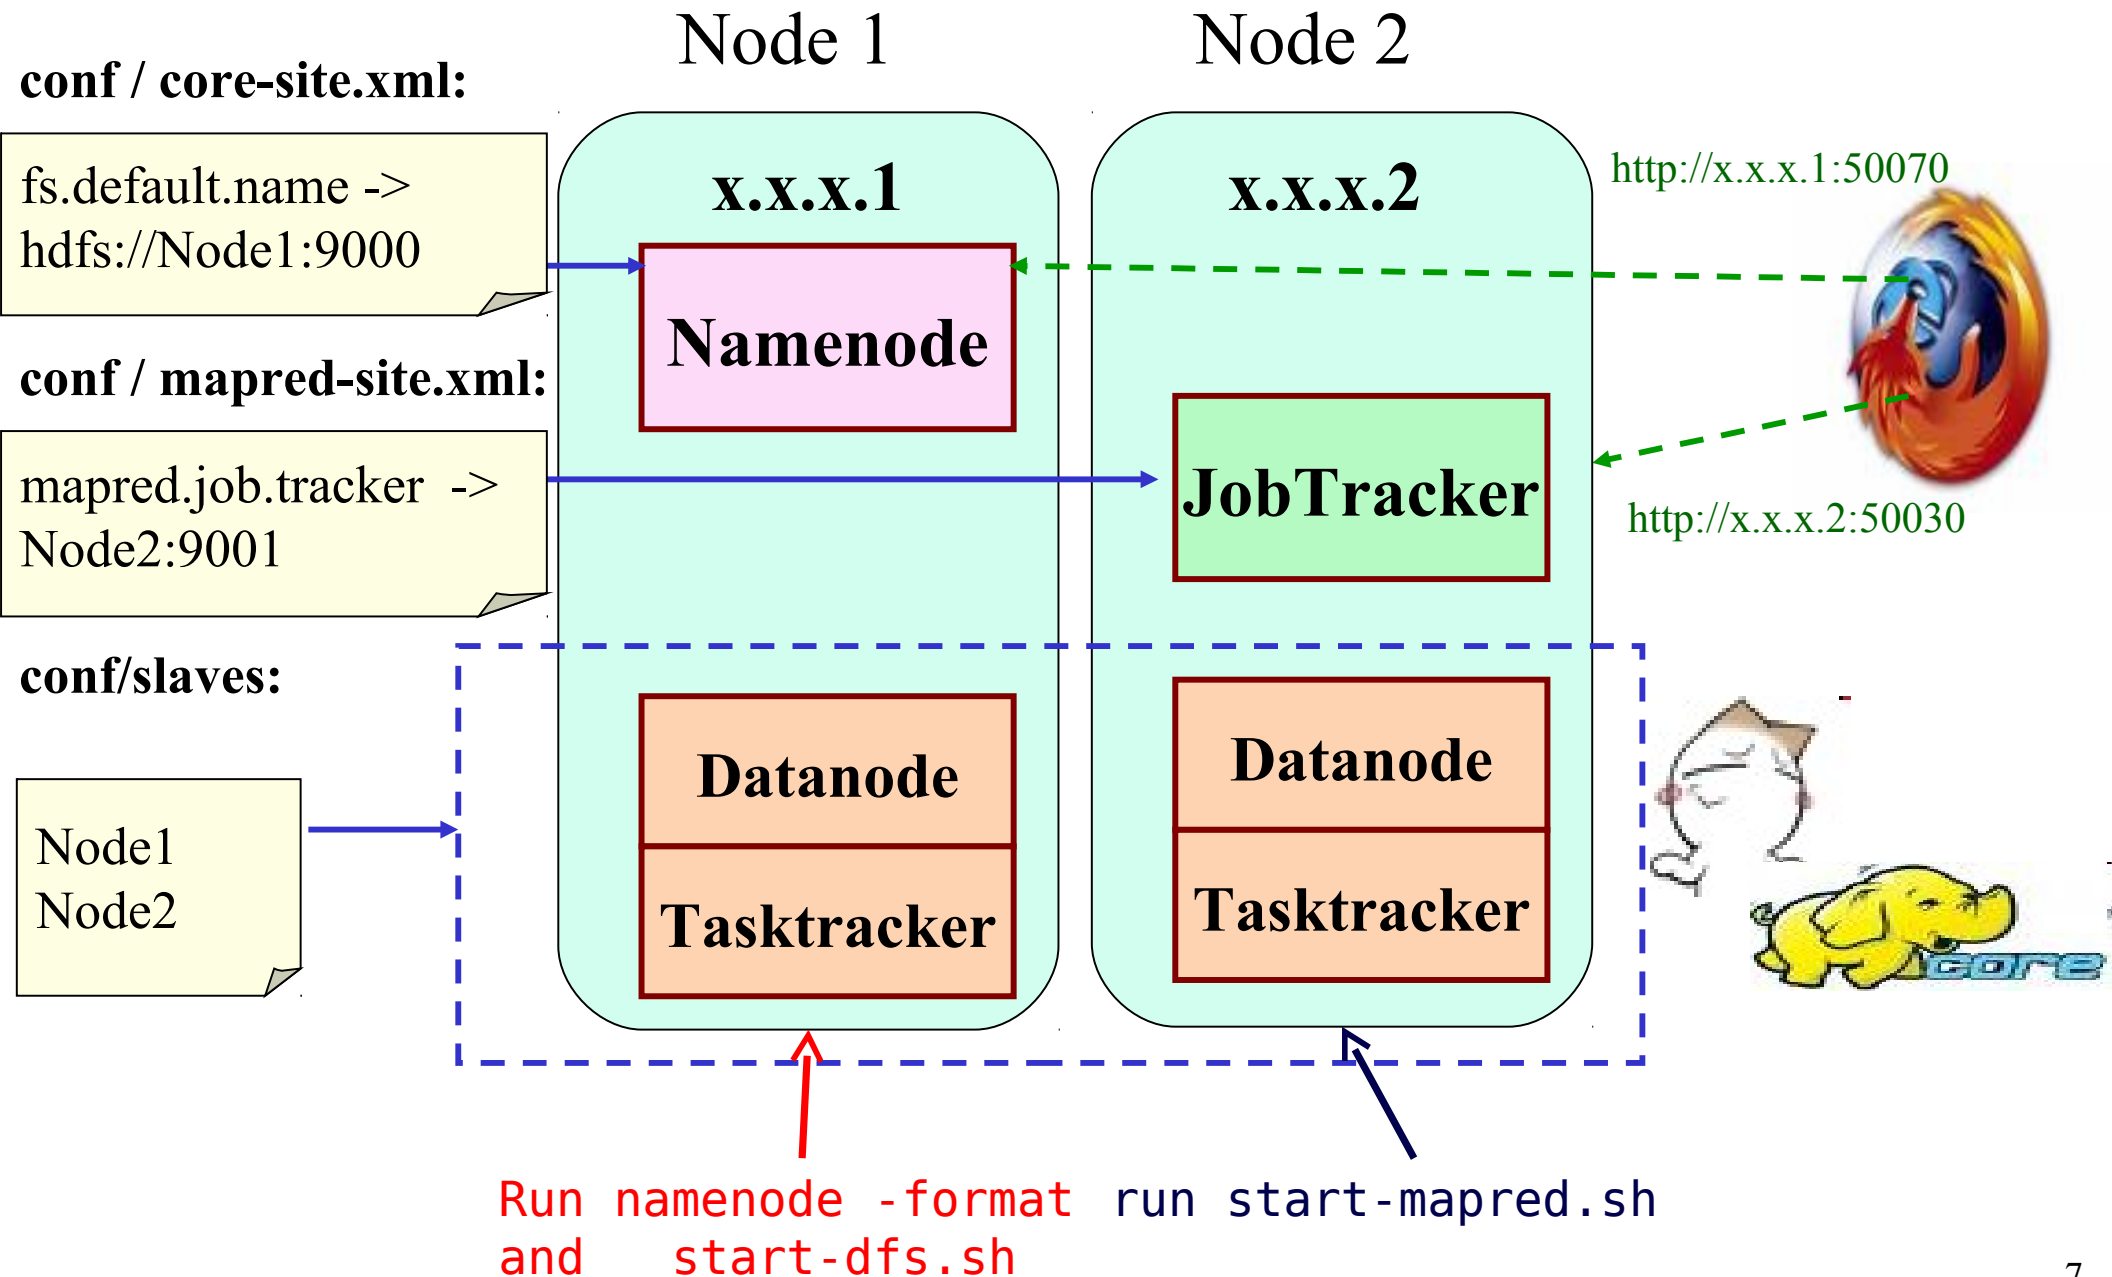 Node 1
Node 2
conf / core-site.xml:
fs.default.name ->
hdfs://Node1:9000
x.x.x.1
x.x.x.2
http://x.x.x.1:50070
Namenode
conf / mapred-site.xml:
mapred.job.tracker ->
Node2:9001
JobTracker
http://x.x.x.2:50030
conf/slaves:
Node1
Node2
Datanode
Tasktracker
Datanode
Tasktracker
core
Run namenode -format
and start-dfs.sh
run start-mapred.sh
7